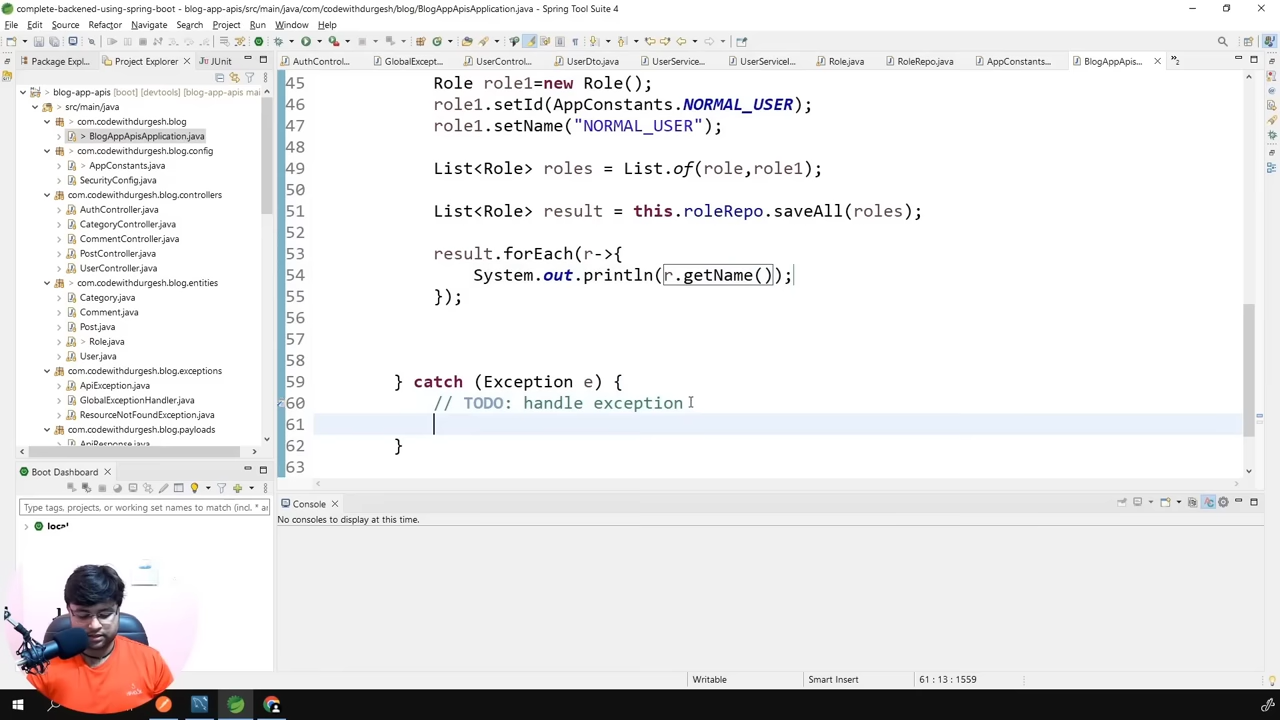 complete-backened-using-spring-boot - blog-app-apis/src/main/java/com/codewithdurgesh/blog/BlogAppApisApplication.java - Spring Tool Suite 4
File Edit Source Refactor Navigate Search Project Run Window Help
Package Expl... Project Explorer JUnit
AuthControl... GlobalExcept... UserControl... UserDto.java UserService... UserServiceI... Role.java RoleRepo.java AppConstants... BlogAppApis... »2
blog-app-apis [boot] [devtools] [blog-app-apis
src/main/java
com.codewithdurgesh.blog
> BlogAppApisApplication.java
com.codewithdurgesh.blog.config
> AppConstants.java
SecurityConfig.java
com.codewithdurgesh.blog.controllers
AuthController.java
CategoryController.java
CommentController.java
PostController.java
UserController.java
com.codewithdurgesh.blog.entities
Category.java
Comment.java
Post.java
> Role.java
User.java
com.codewithdurgesh.blog.exceptions
ApiException.java
GlobalExceptionHandler.java
ResourceNotFoundException.java
com.codewithdurgesh.blog.payloads
ApiResponse.java
45 Role role1=new Role();
46 role1.setId(AppConstants.NORMAL_USER);
47 role1.setName("NORMAL_USER");
48
49 List<Role> roles = List.of(role,role1);
50
51 List<Role> result = this.roleRepo.saveAll(roles);
52
53 result.forEach(r->{
54 System.out.println(r.getName());
55 });
56
57
58
59 } catch (Exception e) {
60 // TODO: handle exception
61
62 }
63
Boot Dashboard
Type tags, projects, or working set names to match (incl. * ar
local
Console
No consoles to display at this time.
Writable Smart Insert 61 : 13 : 1559